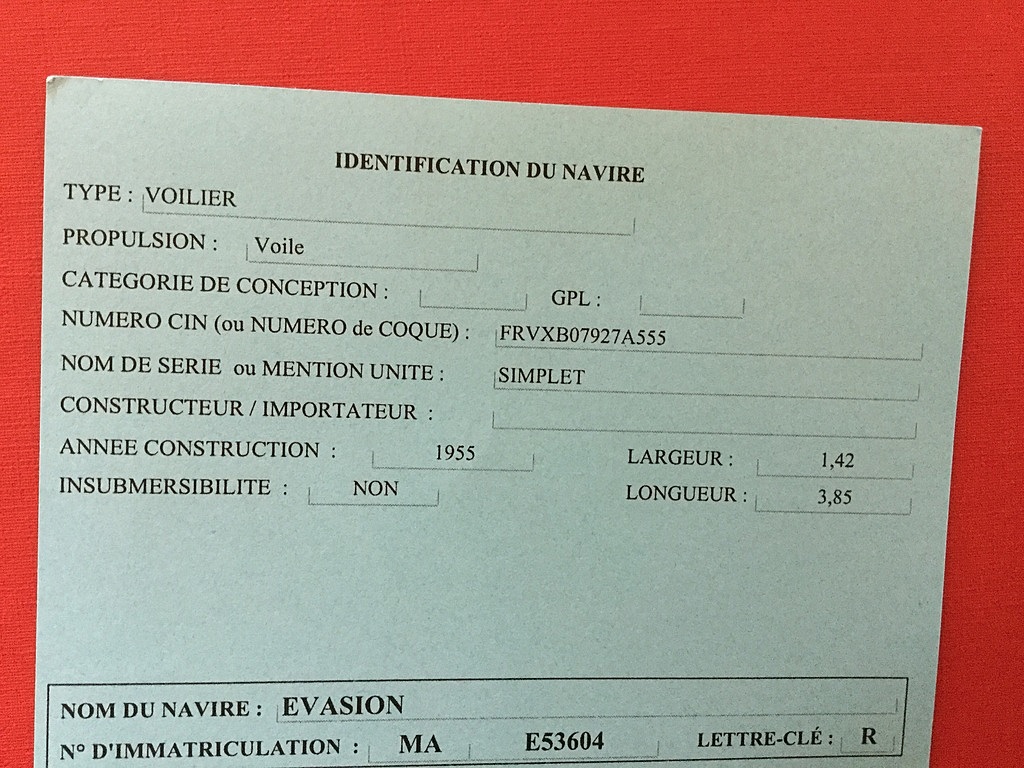 IDENTIFICATION DU NAVIRE
TYPE : VOILIER
PROPULSION : Voile
CATEGORIE DE CONCEPTION : GPL :
NUMERO CIN (ou NUMERO de COQUE) : FRVXB07927A555
NOM DE SERIE ou MENTION UNITE : SIMPLET
CONSTRUCTEUR / IMPORTATEUR :
ANNEE CONSTRUCTION : 1955 LARGEUR : 1,42
INSUBMERSIBILITE : NON LONGUEUR : 3,85
NOM DU NAVIRE : EVASION
N° D'IMMATRICULATION : MA E53604 LETTRE-CLÉ : R